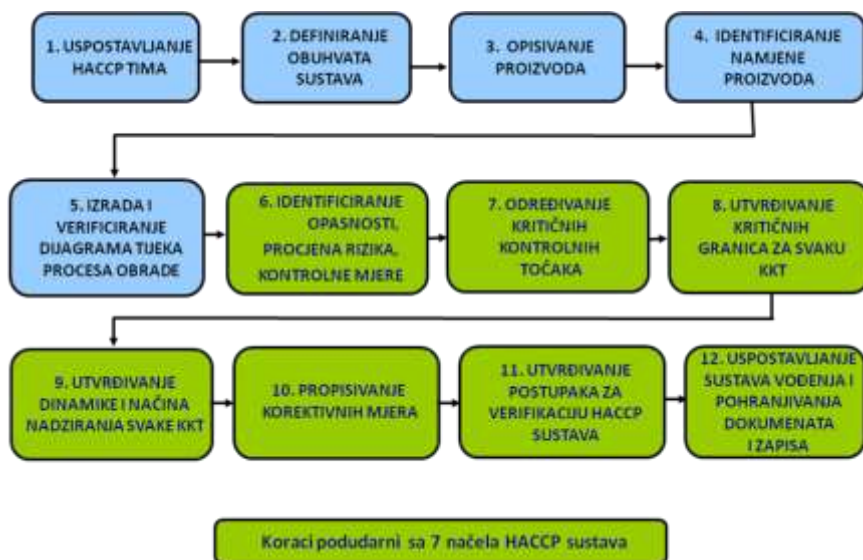 1. USPOSTAVLJANJE
HACCP TIMA
2. DEFINIRANJE
OBUHVATA
SUSTAVA
3. OPISIVANJE
PROIZVODA
4. IDENTIFICIRANJE
NAMJENE
PROIZVODA
5. IZRADA I
VERIFICIRANJE
DIJAGRAMA TIJEKA
PROCESA OBRADE
6. IDENTIFICIRANJE
OPASNOSTI,
PROCJENA RIZIKA,
KONTROLNE MJERE
7. ODREĐIVANJE
KRITIČNIH
KONTROLNIH
TOČAKA
8. UTVRĐIVANJE
KRITIČNIH
GRANICA ZA SVAKU
KKT
9. UTVRĐIVANJE
DINAMIKE I NAČINA
NADZIRANJA SVAKE KKT
10. PROPISIVANJE
KOREKTIVNIH MJERA
11. UTVRĐIVANJE
POSTUPAKA ZA
VERIFIKACIJU HACCP
SUSTAVA
12. USPOSTAVLJANJE
SUSTAVA VOĐENJA I
POHRANJIVANJA
DOKUMENATA
I ZAPISA
Koraci podudarni sa 7 načela HACCP sustava